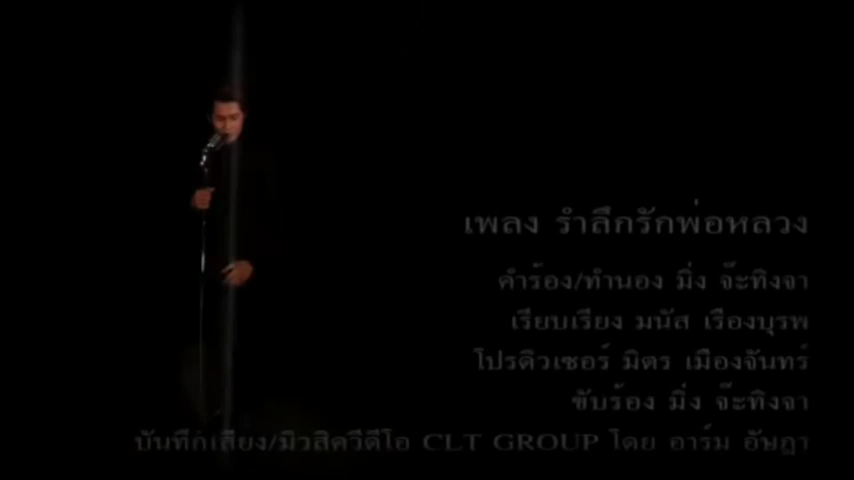 เพลง รำลึกรักพ่อหลวง
คำร้อง/ทำนอง มิ่ง จ๊ะทิงจา
เรียบเรียง มนัส เรืองบุรพ
โปรดิวเซอร์ มิตร เมืองจันทร์
ขับร้อง มิ่ง จ๊ะทิงจา
บันทึกเสียง/มิวสิควีดีโอ CLT GROUP โดย อาร์ม อัษฎา